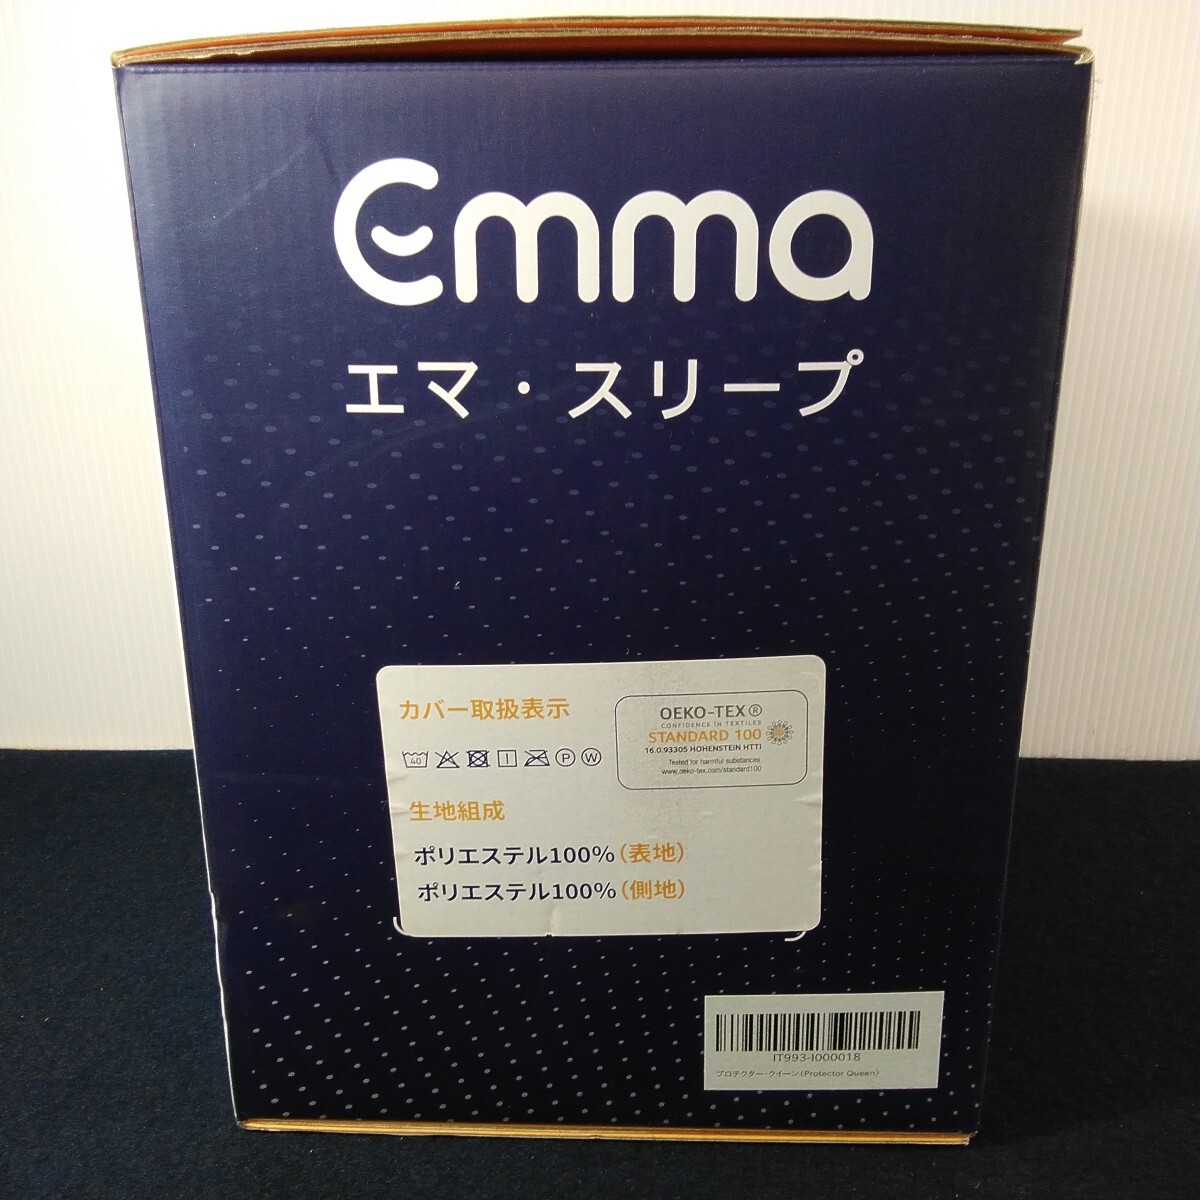 Emma
エマ・スリープ
カバー取扱表示
OEKO-TEX®
CONFIDENCE IN TEXTILES
STANDARD 100
16.0.93305 HOHENSTEIN HTTI
Tested for harmful substances.
www.oeko-tex.com/standard100
40 P W
生地組成
ポリエステル100%(表地)
ポリエステル100%(側地)
IT993-I000018
プロテクター-クイーン(Protector Queen)